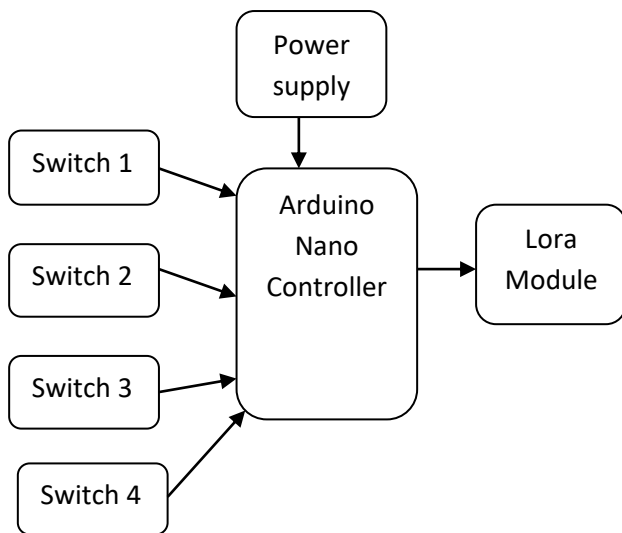 Power
supply
Switch 1
Arduino
Nano
Controller
Lora
Module
Switch 2
Switch 3
Switch 4